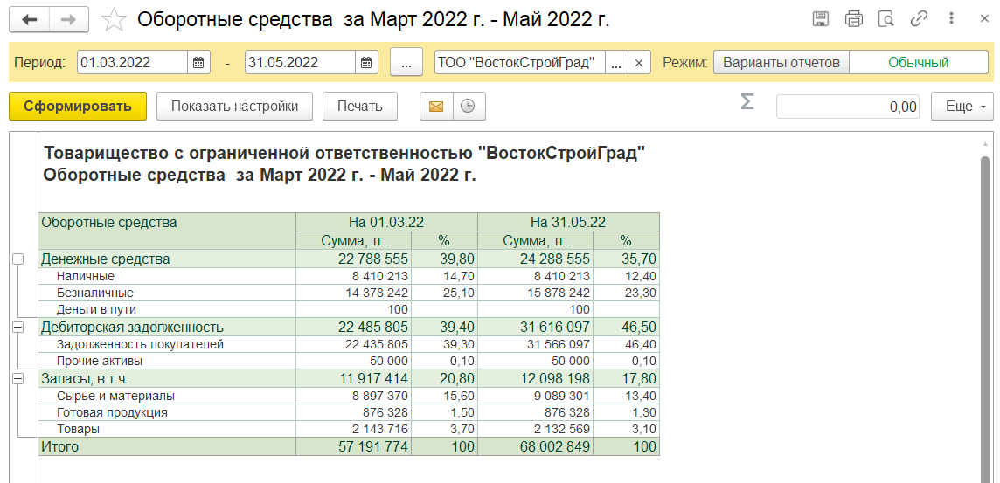 Оборотные средства за Март 2022 г. - Май 2022 г.
Период: 01.03.2022 - 31.05.2022 ... ТОО "ВостокСтройГрад" ... × Режим: Варианты отчетов Обычный
Сформировать Показать настройки Печать Σ 0,00 Еще
Товарищество с ограниченной ответственностью "ВостокСтройГрад"
Оборотные средства за Март 2022 г. - Май 2022 г.
Оборотные средства На 01.03.22 На 31.05.22
Сумма, тг. % Сумма, тг. %
Денежные средства 22 788 555 39,80 24 288 555 35,70
Наличные 8 410 213 14,70 8 410 213 12,40
Безналичные 14 378 242 25,10 15 878 242 23,30
Деньги в пути 100 100
Дебиторская задолженность 22 485 805 39,40 31 616 097 46,50
Задолженность покупателей 22 435 805 39,30 31 566 097 46,40
Прочие активы 50 000 0,10 50 000 0,10
Запасы, в т.ч. 11 917 414 20,80 12 098 198 17,80
Сырье и материалы 8 897 370 15,60 9 089 301 13,40
Готовая продукция 876 328 1,50 876 328 1,30
Товары 2 143 716 3,70 2 132 569 3,10
Итого 57 191 774 100 68 002 849 100